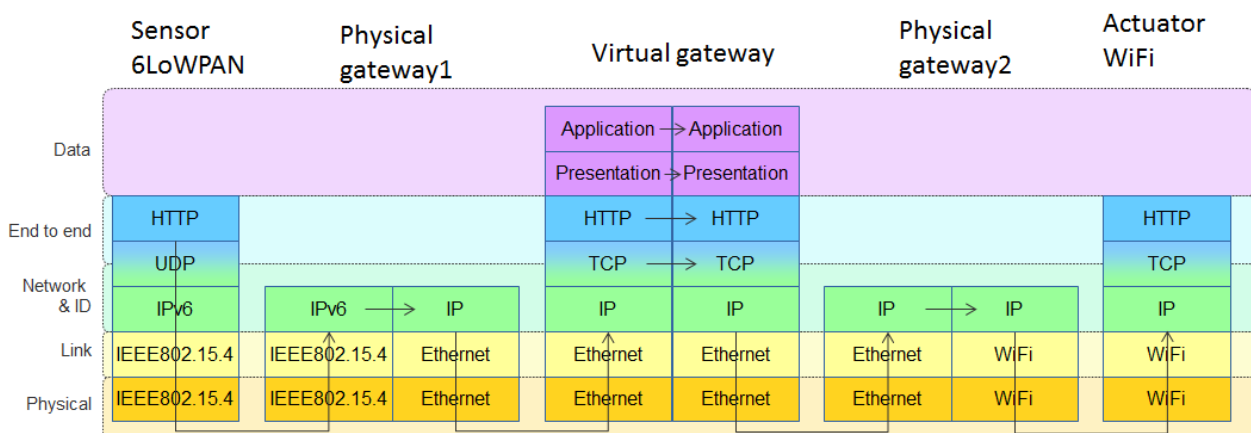 Sensor
6LoWPAN
Physical
gateway1
Virtual gateway
Physical
gateway2
Actuator
WiFi
Data
Application Application
Presentation Presentation
End to end
HTTP HTTP HTTP HTTP
UDP TCP TCP TCP
Network
& ID
IPv6 IPv6 IP IP IP IP IP IP
Link
IEEE802.15.4 IEEE802.15.4 Ethernet Ethernet Ethernet Ethernet WiFi WiFi
Physical
IEEE802.15.4 IEEE802.15.4 Ethernet Ethernet Ethernet Ethernet WiFi WiFi